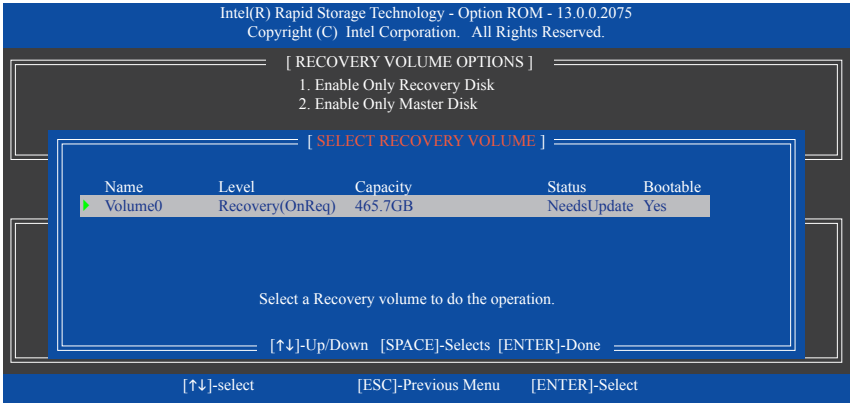 Intel(R) Rapid Storage Technology - Option ROM - 13.0.0.2075
Copyright (C) Intel Corporation. All Rights Reserved.
[ RECOVERY VOLUME OPTIONS ]
1. Enable Only Recovery Disk
2. Enable Only Master Disk
[ SELECT RECOVERY VOLUME ]
Name Level Capacity Status Bootable
Volume0 Recovery(OnReq) 465.7GB NeedsUpdate Yes
Select a Recovery volume to do the operation.
[↑↓]-Up/Down [SPACE]-Selects [ENTER]-Done
[↑↓]-select [ESC]-Previous Menu [ENTER]-Select